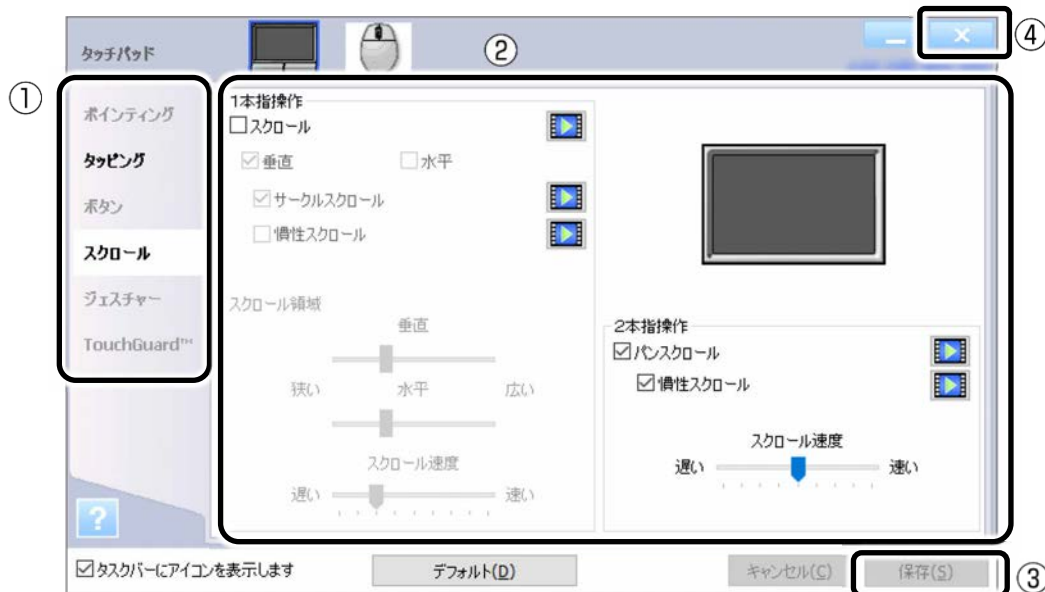 タッチパッド
②
④
①
ポインティング
タッピング
ボタン
スクロール
ジェスチャー
TouchGuard™
1本指操作
スクロール
垂直 水平
サークルスクロール
慣性スクロール
スクロール領域
垂直
狭い 水平 広い
スクロール速度
遅い 速い
2本指操作
パンスクロール
慣性スクロール
スクロール速度
遅い 速い
?
タスクバーにアイコンを表示します
デフォルト(D)
キャンセル(C)
保存(S)
③